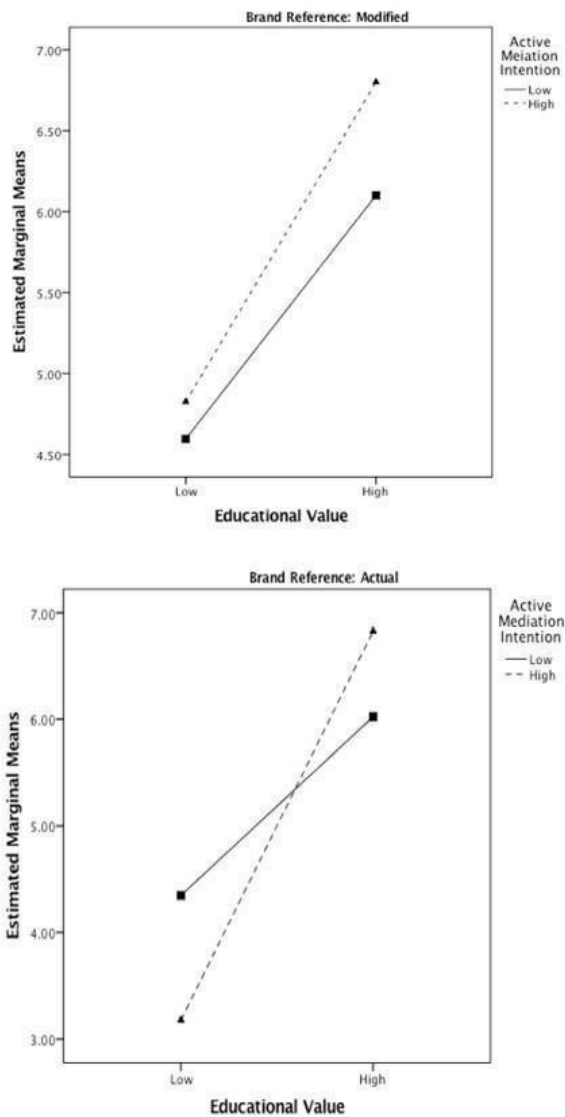 Brand Reference: Modified
Active
Meiation
Intention
Low
High
Estimated Marginal Means
7.00
6.50
6.00
5.50
5.00
4.50
Low
High
Educational Value
Brand Reference: Actual
Active
Mediation
Intention
Low
High
Estimated Marginal Means
7.00
6.00
5.00
4.00
3.00
Low
High
Educational Value